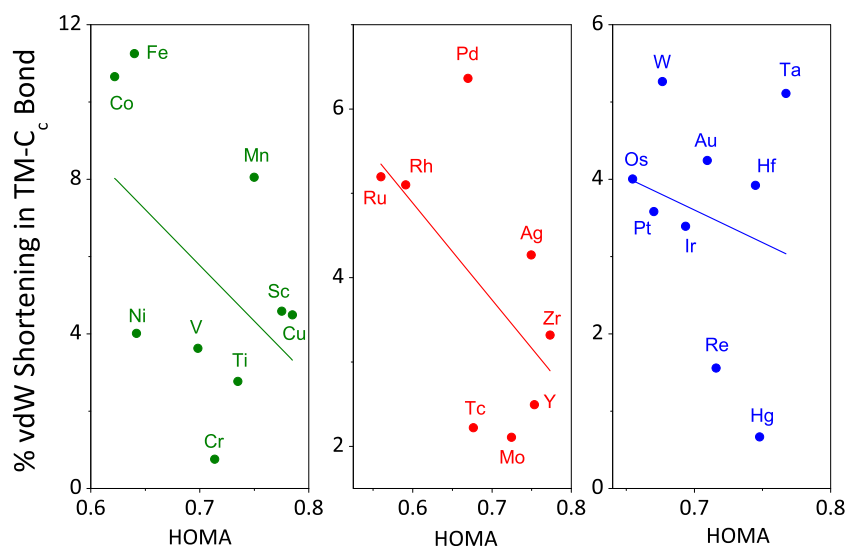 % vdW Shortening in TM-C_c Bond
12
8
4
0
0.6
0.7
0.8
HOMA
Fe
Co
Mn
Ni
V
Ti
Sc
Cu
Cr
6
4
2
0.6
0.7
0.8
HOMA
Pd
Ru
Rh
Ag
Zr
Tc
Mo
Y
6
4
2
0
0.7
0.8
HOMA
W
Ta
Os
Au
Hf
Pt
Ir
Re
Hg